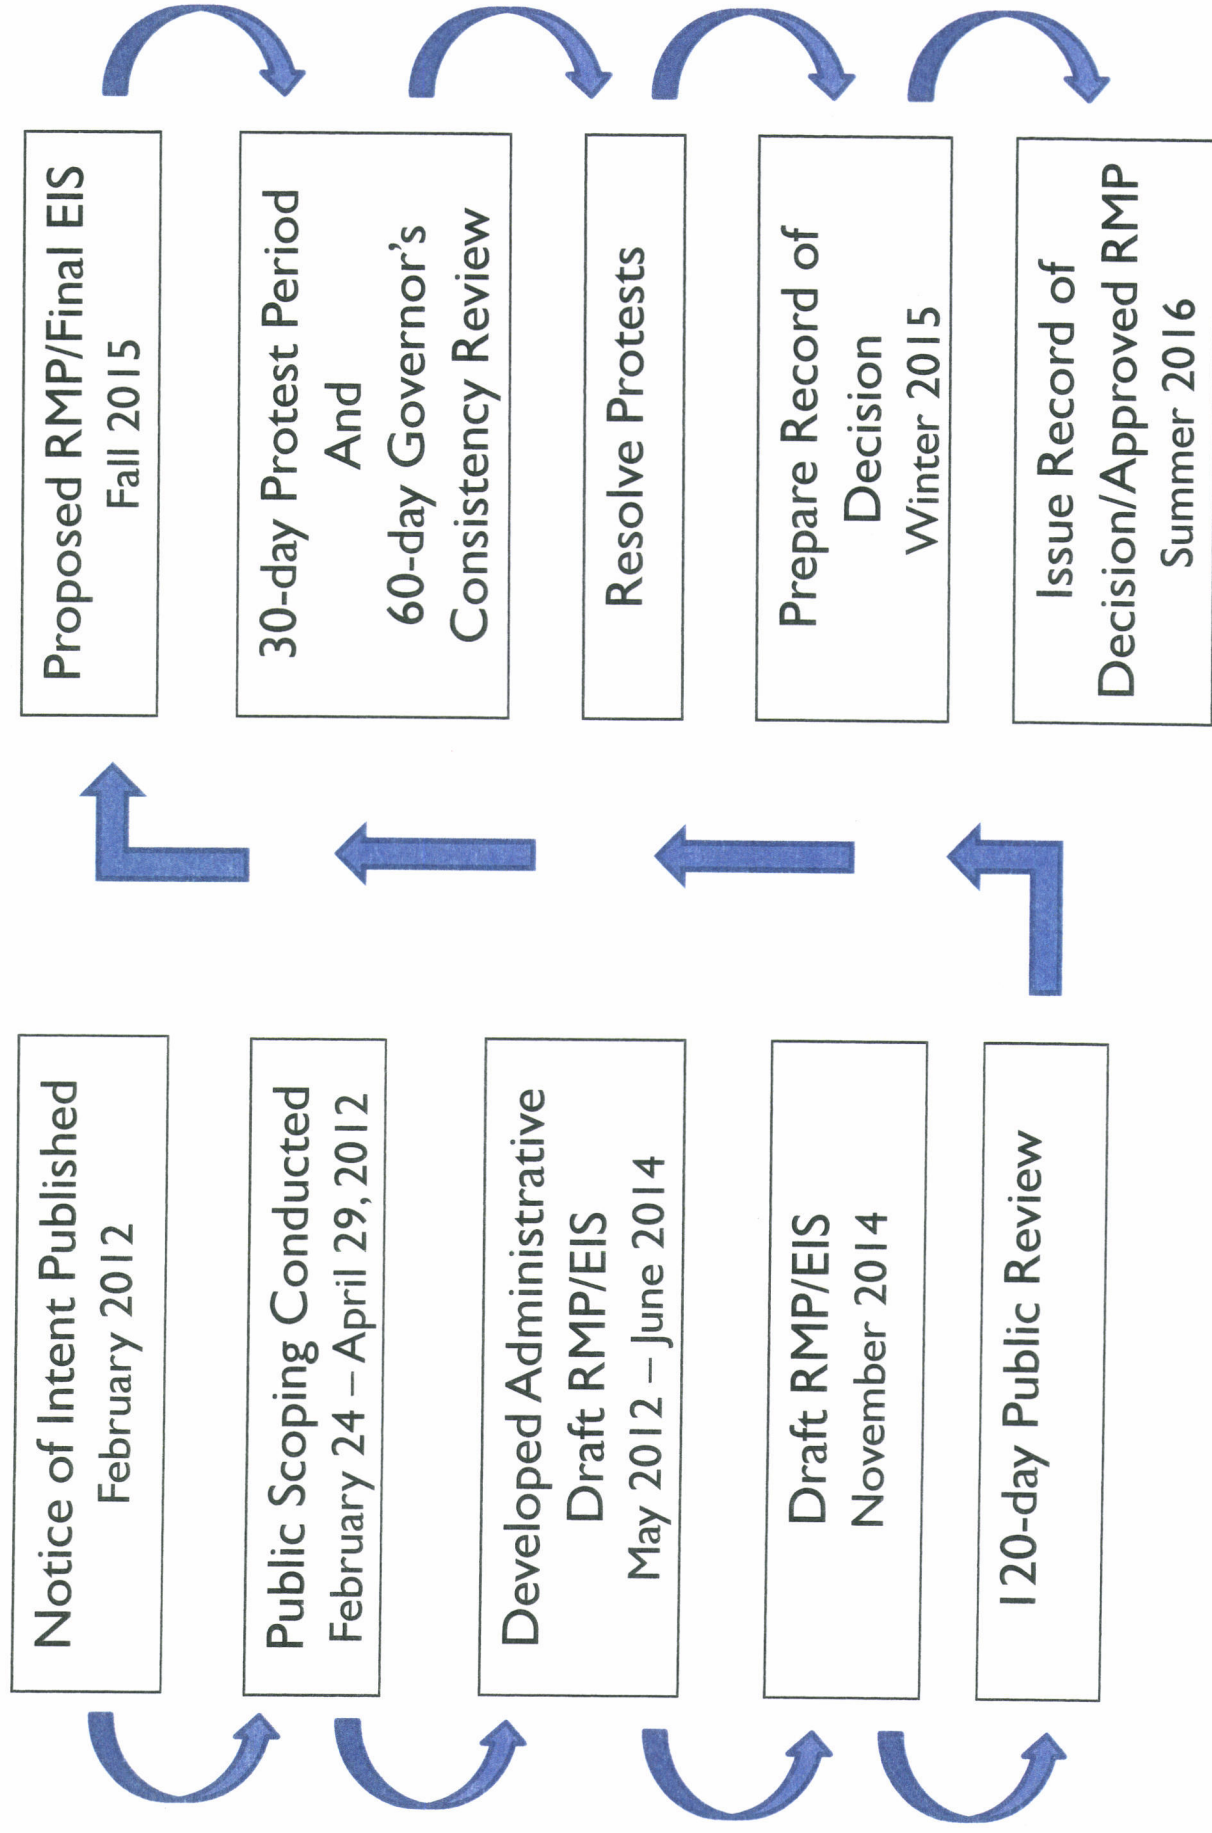 Notice of Intent Published
February 2012
Public Scoping Conducted
February 24 – April 29, 2012
Developed Administrative
Draft RMP/EIS
May 2012 – June 2014
Draft RMP/EIS
November 2014
120-day Public Review
Proposed RMP/Final EIS
Fall 2015
30-day Protest Period
And
60-day Governor's
Consistency Review
Resolve Protests
Prepare Record of
Decision
Winter 2015
Issue Record of
Decision/Approved RMP
Summer 2016